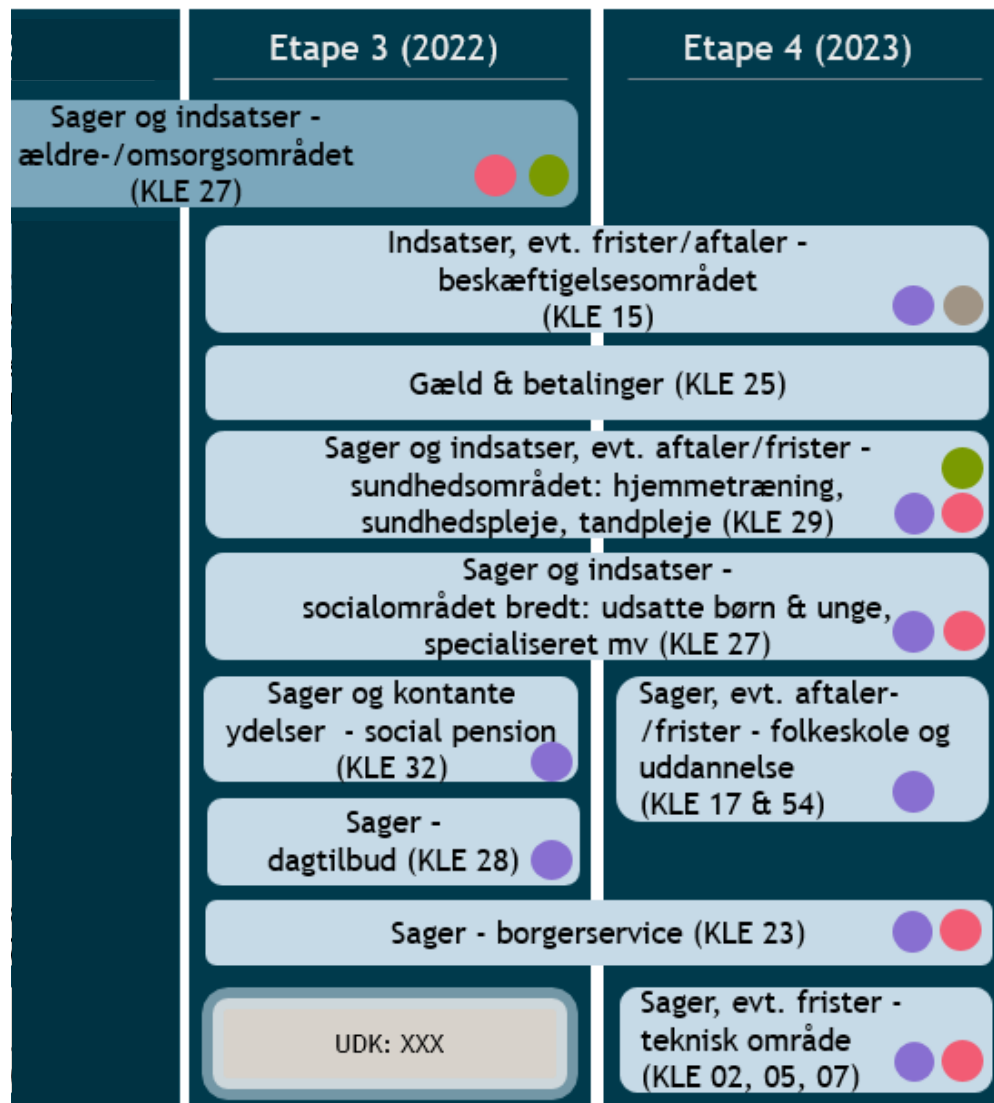 Etape 3 (2022)
Etape 4 (2023)
Sager og indsatser –
ældre-/omsorgsområdet
(KLE 27)
Indsatser, evt. frister/aftaler –
beskæftigelsesområdet
(KLE 15)
Gæld & betalinger (KLE 25)
Sager og indsatser, evt. aftaler/frister –
sundhedsområdet: hjemmetræning,
sundhedspleje, tandpleje (KLE 29)
Sager og indsatser –
socialområdet bredt: udsatte børn & unge,
specialiseret mv (KLE 27)
Sager og kontante
ydelser - social pension
(KLE 32)
Sager, evt. aftaler-
/frister - folkeskole og
uddannelse
(KLE 17 & 54)
Sager –
dagtilbud (KLE 28)
Sager - borgerservice (KLE 23)
UDK: XXX
Sager, evt. frister -
teknisk område
(KLE 02, 05, 07)